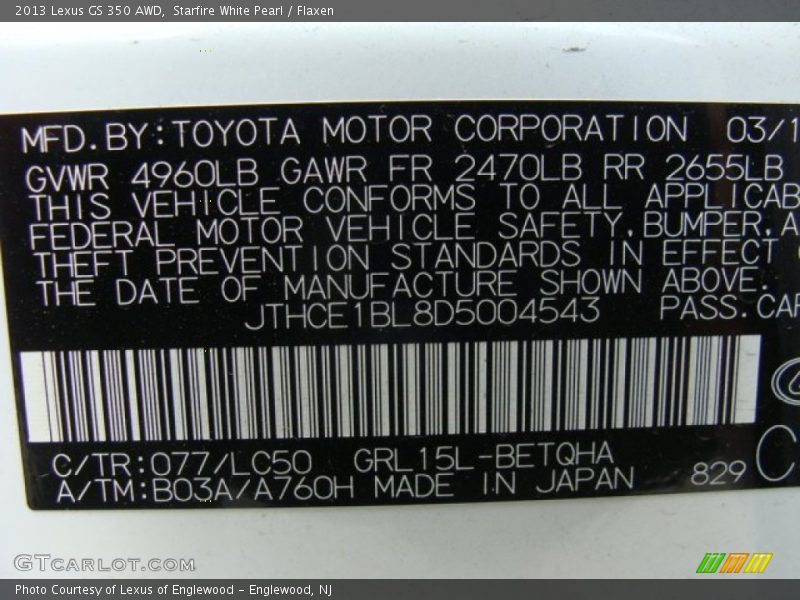 2013 Lexus GS 350 AWD, Starfire White Pearl / Flaxen
MFD.BY:TOYOTA MOTOR CORPORATION 03/1
GVWR 4960LB GAWR FR 2470LB RR 2655LB
THIS VEHICLE CONFORMS TO ALL APPLICAB
FEDERAL MOTOR VEHICLE SAFETY,BUMPER,A
THEFT PREVENTION STANDARDS IN EFFECT
THE DATE OF MANUFACTURE SHOWN ABOVE.
JTHCE1BL8D5004543 PASS.CAR
C/TR:077/LC50 GRL15L-BETQHA
A/TM:B03A/A760H MADE IN JAPAN 829 C
GTCARLOT.COM
Photo Courtesy of Lexus of Englewood – Englewood, NJ